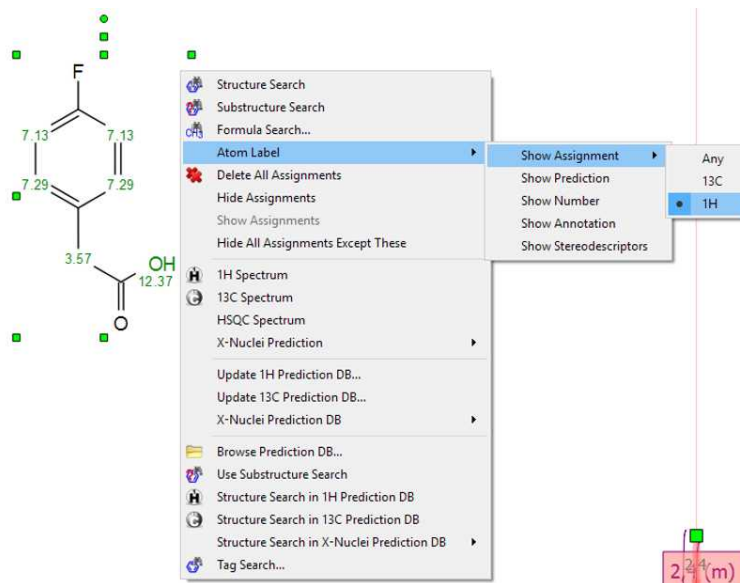 F
7.13 7.13
7.29 7.29
3.57 OH
12.37
O
Structure Search
Substructure Search
CH3 Formula Search...
Atom Label
Delete All Assignments
Hide Assignments
Show Assignments
Hide All Assignments Except These
H 1H Spectrum
C 13C Spectrum
HSQC Spectrum
X-Nuclei Prediction
Update 1H Prediction DB...
Update 13C Prediction DB...
X-Nuclei Prediction DB
Browse Prediction DB...
Use Substructure Search
H Structure Search in 1H Prediction DB
C Structure Search in 13C Prediction DB
Structure Search in X-Nuclei Prediction DB
Tag Search...
Show Assignment
Show Prediction
Show Number
Show Annotation
Show Stereodescriptors
Any
13C
1H
(m)